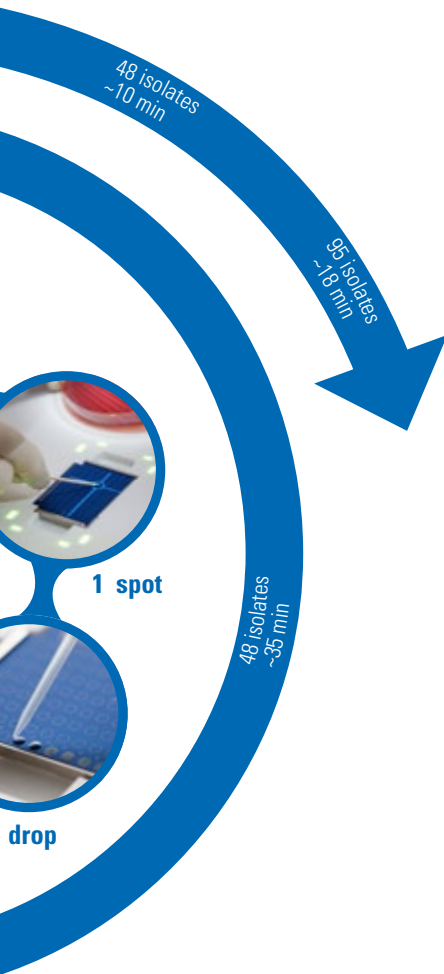 48 isolates
~10 min
95 isolates
~18 min
1 spot
48 isolates
~35 min
drop